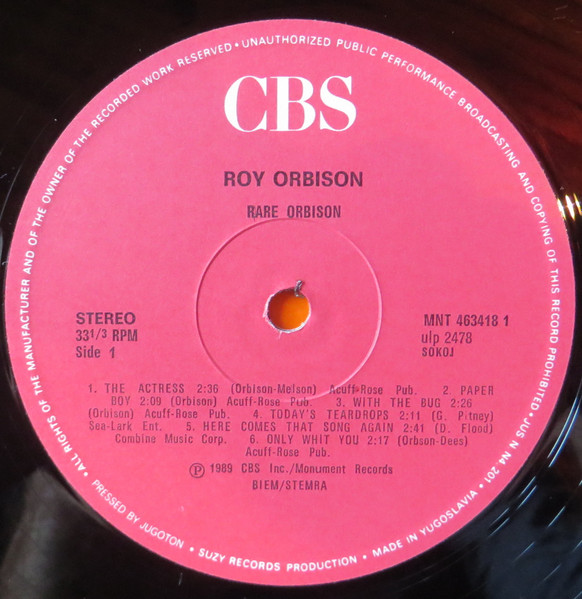 • ALL RIGHTS OF THE MANUFACTURER AND OF THE OWNER OF THE RECORDED WORK RESERVED • UNAUTHORIZED PUBLIC PERFORMANCE BROADCASTING AND COPYING OF THIS RECORD PROHIBITED. JUS N N4 201 •
CBS
ROY ORBISON
RARE ORBISON
STEREO
33 1/3 RPM
Side 1
MNT 463418 1
ulp 2478
SOKOJ
1. THE ACTRESS 2:36 (Orbison-Melson) Acuff-Rose Pub. 2 PAPER
BOY 2:09 (Orbison) Acuff-Rose Pub. 3. WITH THE BUG 2:26
(Orbison) Acuff-Rose Pub. 4. TODAY'S TEARDROPS 2:11 (G. Pitney)
Sea-Lark Ent. 5. HERE COMES THAT SONG AGAIN 2:41 (D. Flood)
Combine Music Corp. 6. ONLY WHIT YOU 2:17 (Orbson-Dees)
Acuff-Rose Pub.
Ⓟ 1989 CBS Inc./Monument Records
BIEM/STEMRA
PRESSED BY JUGOTON • SUZY RECORDS PRODUCTION • MADE IN YUGOSLAVIA •